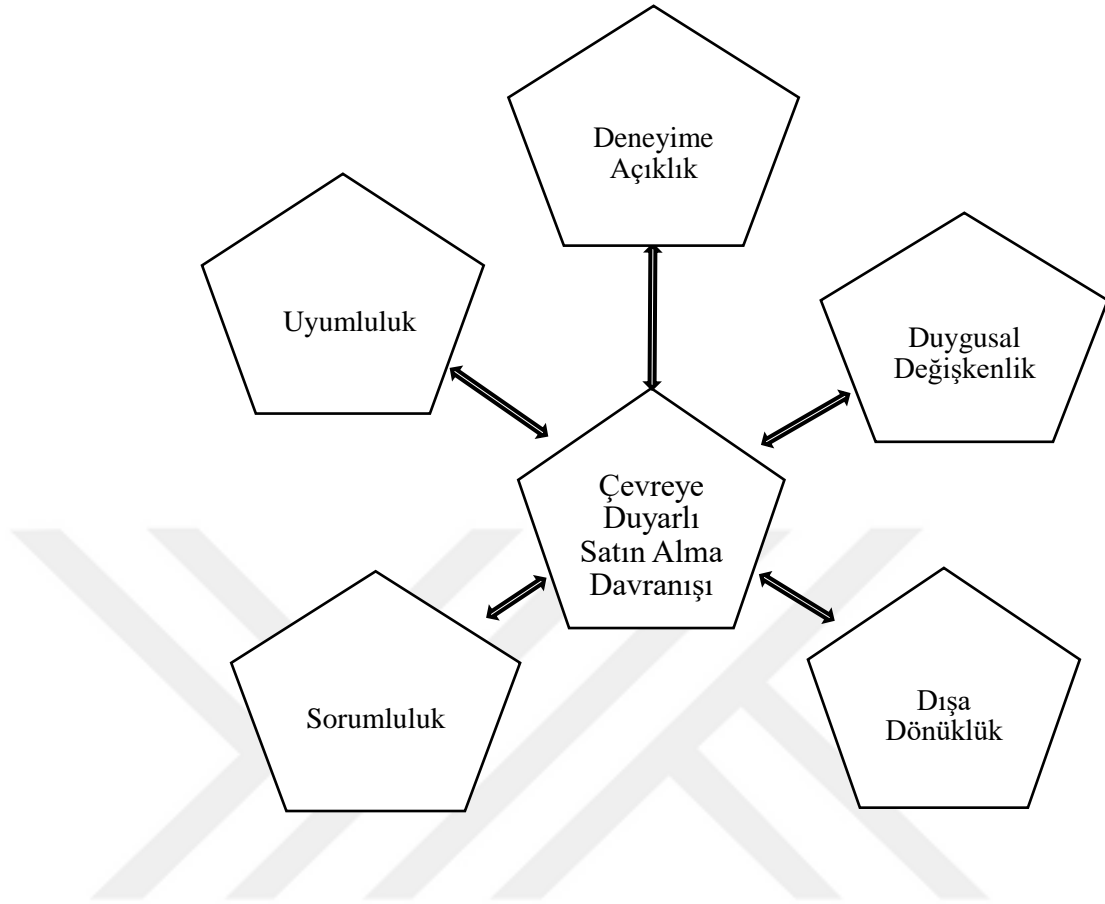 Deneyime
Açıklık
Uyumluluk
Duygusal
Değişkenlik
Çevreye
Duyarlı
Satın Alma
Davranışı
Sorumluluk
Dışa
Dönüklük